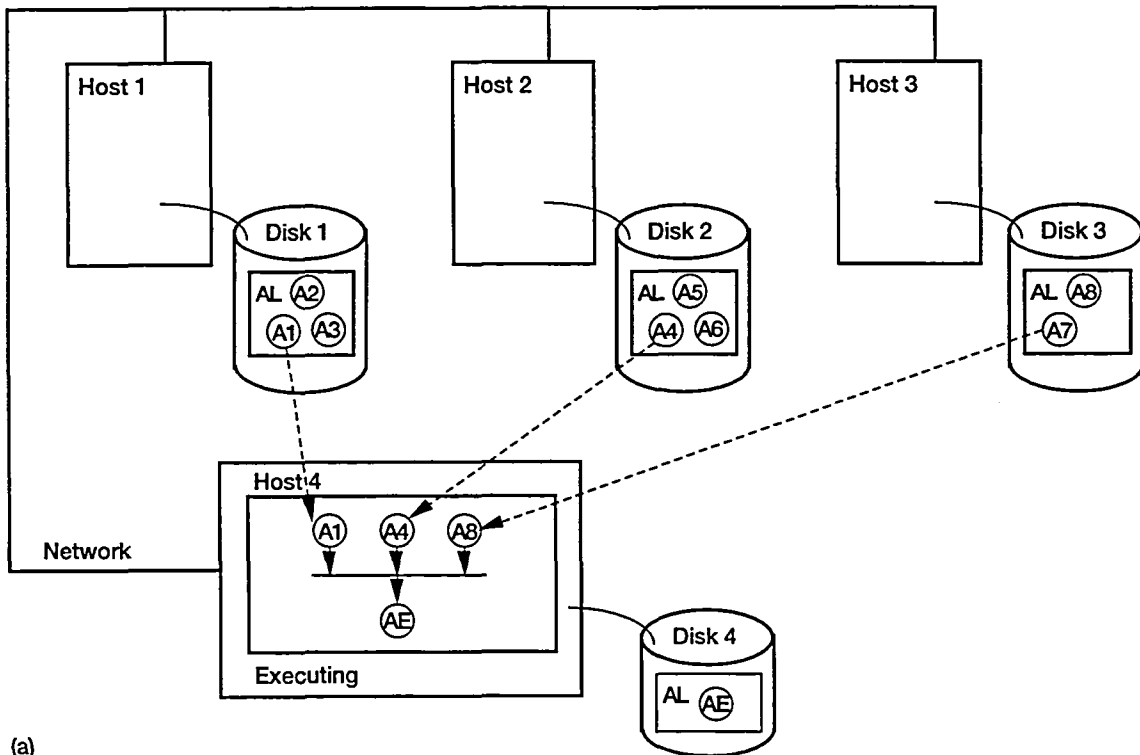 Host 1
Host 2
Host 3
Disk 1
Disk 2
Disk 3
AL A2
A1 A3
AL A5
A4 A6
AL A8
A7
Host 4
A1 A4 A8
Network
AE
Executing
Disk 4
AL AE
(a)